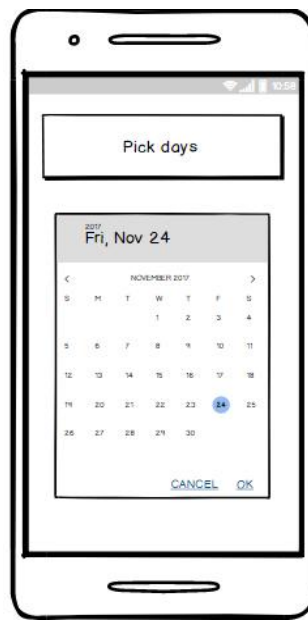 10:58
Pick days
2017
Fri, Nov 24
< NOVEMBER 2017 >
S M T W T F S
1 2 3 4
5 6 7 8 9 10 11
12 13 14 15 16 17 18
19 20 21 22 23 24 25
26 27 28 29 30
CANCEL OK